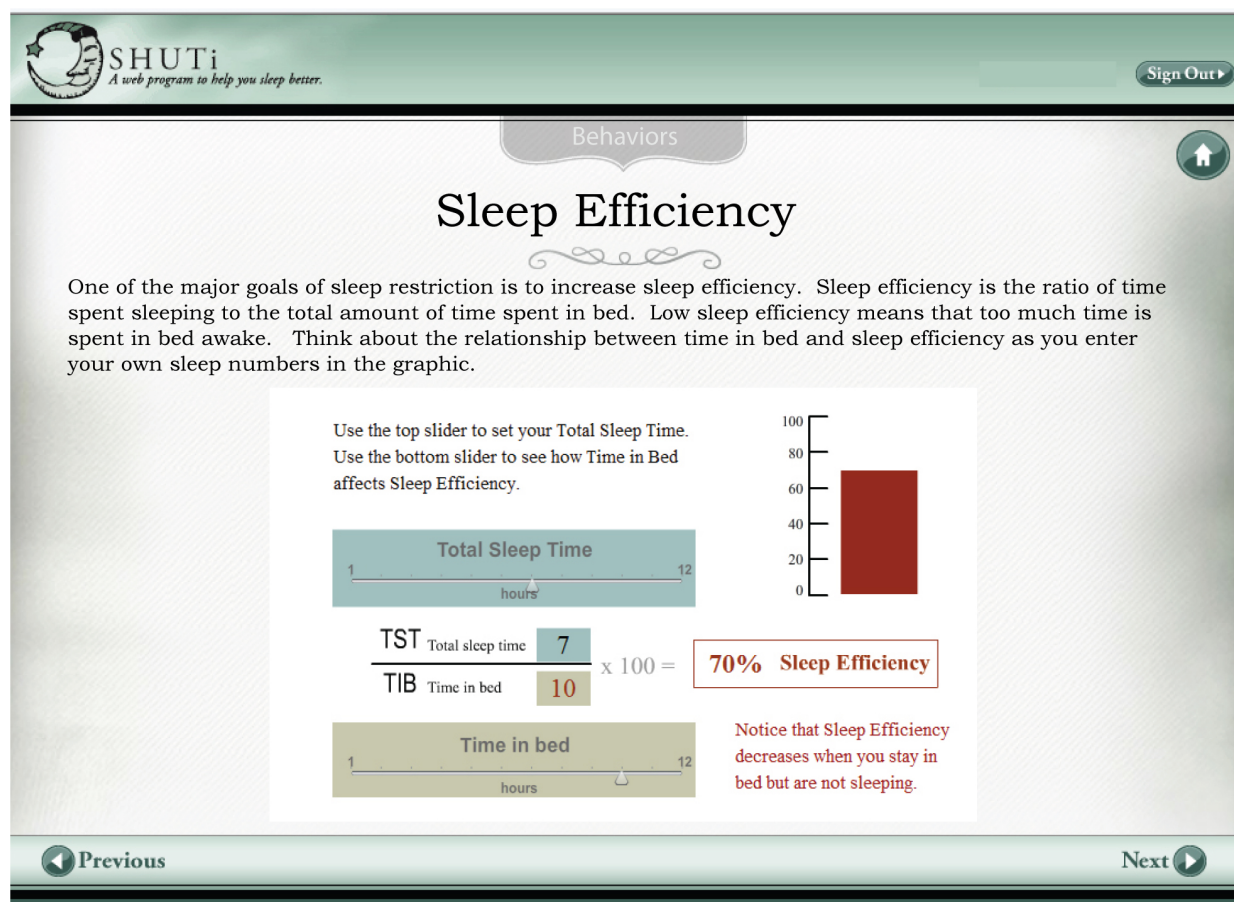 SHUTi
A web program to help you sleep better.
Sign Out
Behaviors
Sleep Efficiency
One of the major goals of sleep restriction is to increase sleep efficiency.  Sleep efficiency is the ratio of time
spent sleeping to the total amount of time spent in bed.  Low sleep efficiency means that too much time is
spent in bed awake.   Think about the relationship between time in bed and sleep efficiency as you enter
your own sleep numbers in the graphic.
Use the top slider to set your Total Sleep Time.
Use the bottom slider to see how Time in Bed
affects Sleep Efficiency.
100
80
60
40
20
0
Total Sleep Time
1 12
hours
TST Total sleep time 7
TIB Time in bed 10
x 100 =
70% Sleep Efficiency
Time in bed
1 12
hours
Notice that Sleep Efficiency
decreases when you stay in
bed but are not sleeping.
Previous
Next